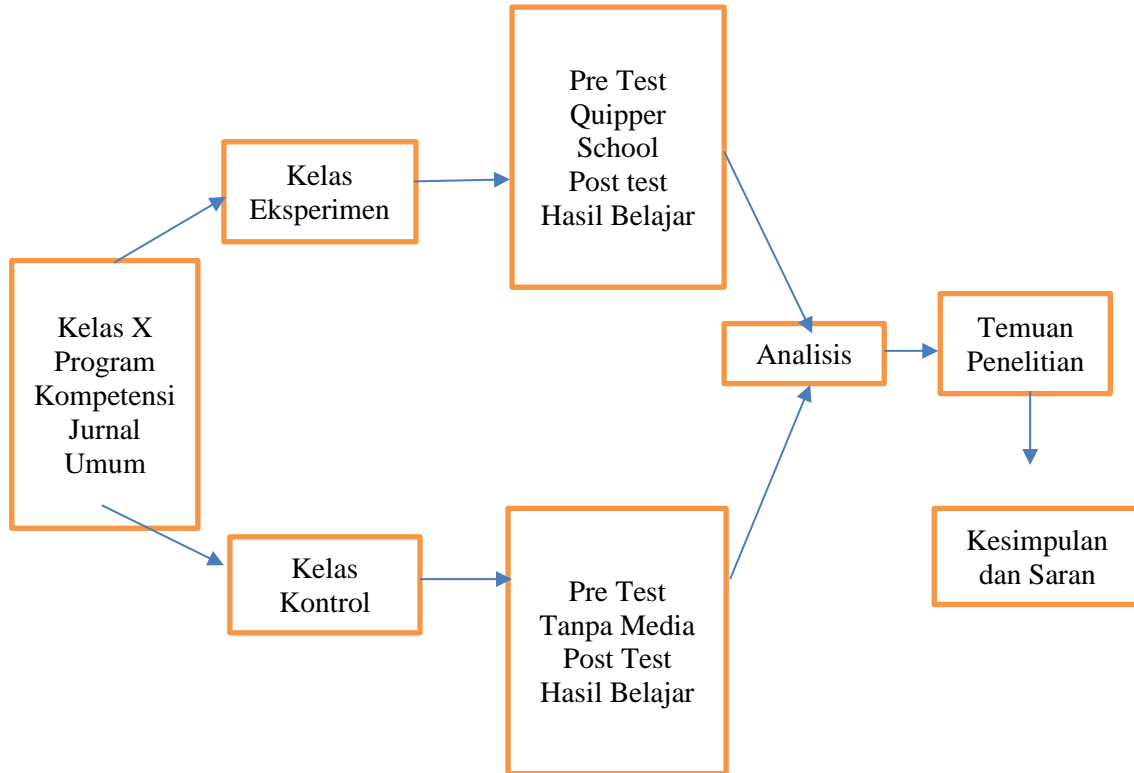 Kelas X
Program
Kompetensi
Jurnal
Umum
Kelas
Eksperimen
Pre Test
Quipper
School
Post test
Hasil Belajar
Kelas
Kontrol
Pre Test
Tanpa Media
Post Test
Hasil Belajar
Analisis
Temuan
Penelitian
Kesimpulan
dan Saran